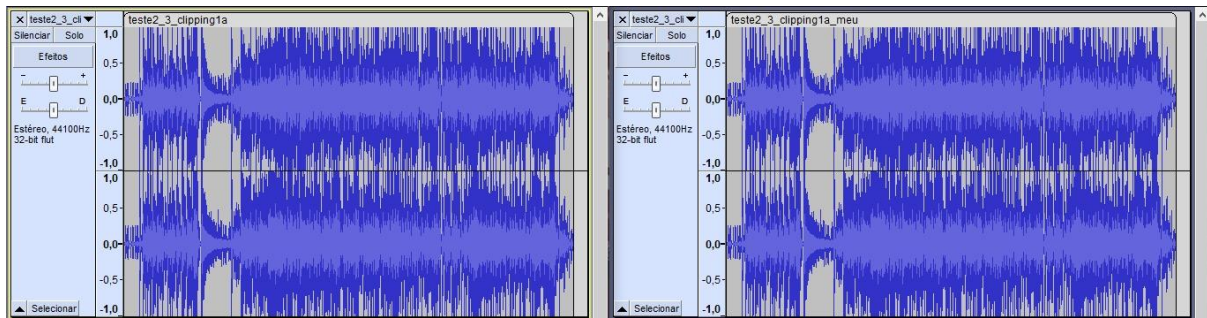 × teste2_3_cli▼ teste2_3_clipping1a
Silenciar Solo
Efeitos
- +
E D
Estéreo, 44100Hz
32-bit flut
1,0
0,5-
0,0-
-0,5-
-1,0
1,0
0,5-
0,0-
-0,5-
-1,0
▲ Selecionar
× teste2_3_cli▼ teste2_3_clipping1a_meu
Silenciar Solo
Efeitos
- +
E D
Estéreo, 44100Hz
32-bit flut
1,0
0,5-
0,0-
-0,5-
-1,0
1,0
0,5-
0,0-
-0,5-
-1,0
▲ Selecionar